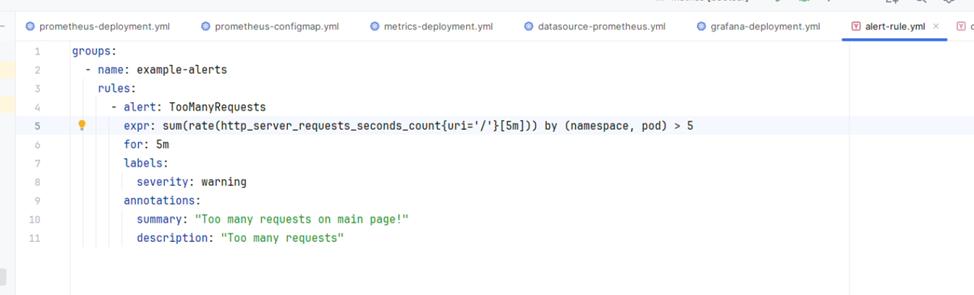 prometheus-deployment.yml prometheus-configmap.yml metrics-deployment.yml datasource-prometheus.yml grafana-deployment.yml alert-rule.yml
1 groups:
2 - name: example-alerts
3 rules:
4 - alert: TooManyRequests
5 expr: sum(rate(http_server_requests_seconds_count{uri='/'}[5m])) by (namespace, pod) > 5
6 for: 5m
7 labels:
8 severity: warning
9 annotations:
10 summary: "Too many requests on main page!"
11 description: "Too many requests"